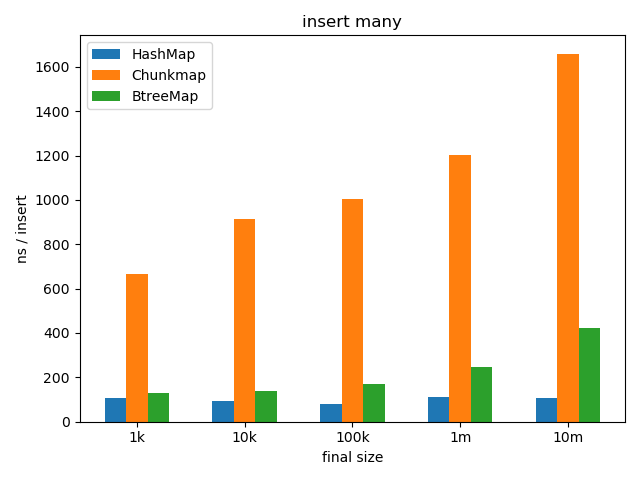 insert many
HashMap
Chunkmap
BtreeMap
ns / insert
1600
1400
1200
1000
800
600
400
200
0
1k 10k 100k 1m 10m
final size